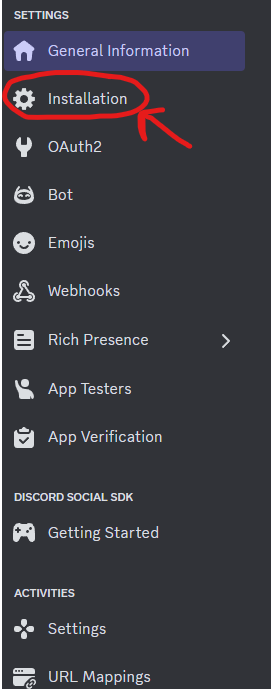 SETTINGS
General Information
Installation
OAuth2
Bot
Emojis
Webhooks
Rich Presence
App Testers
App Verification
DISCORD SOCIAL SDK
Getting Started
ACTIVITIES
Settings
URL Mappings